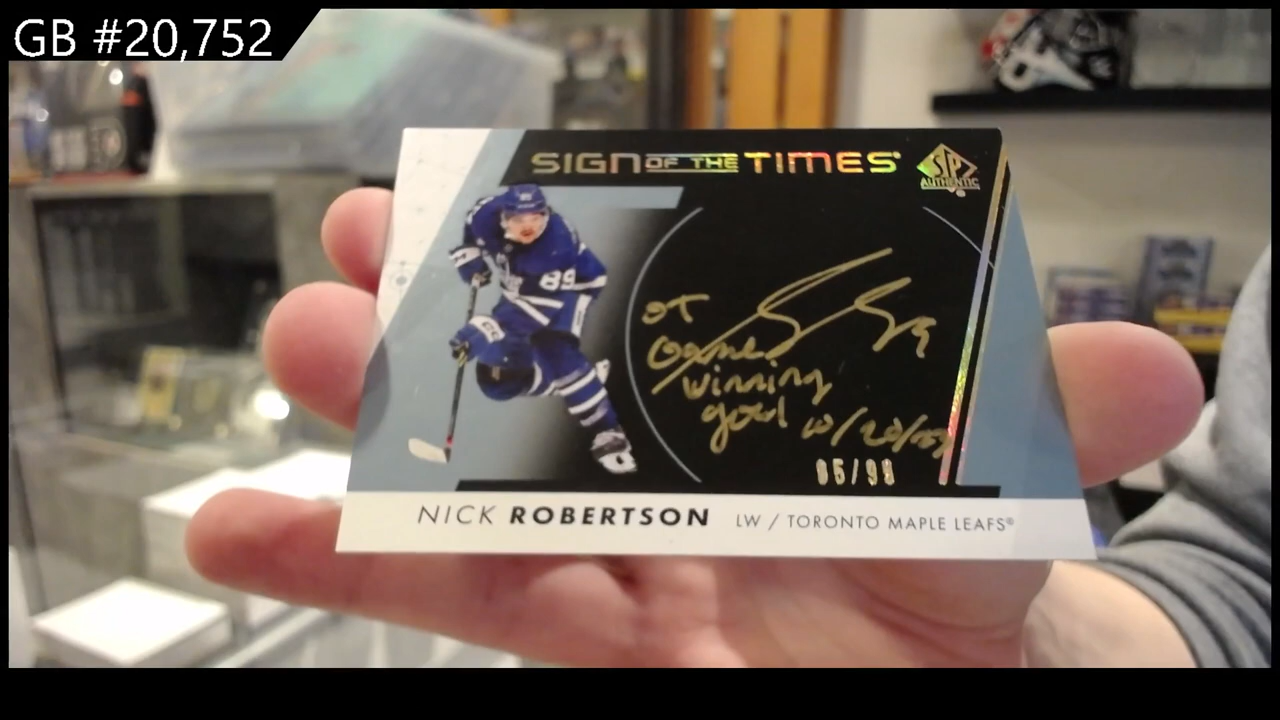 GB #20,752
SIGN OF THE TIMES®
SP
AUTHENTIC
89
OT
Game
winning
goal
05/99
NICK ROBERTSON LW / TORONTO MAPLE LEAFS®